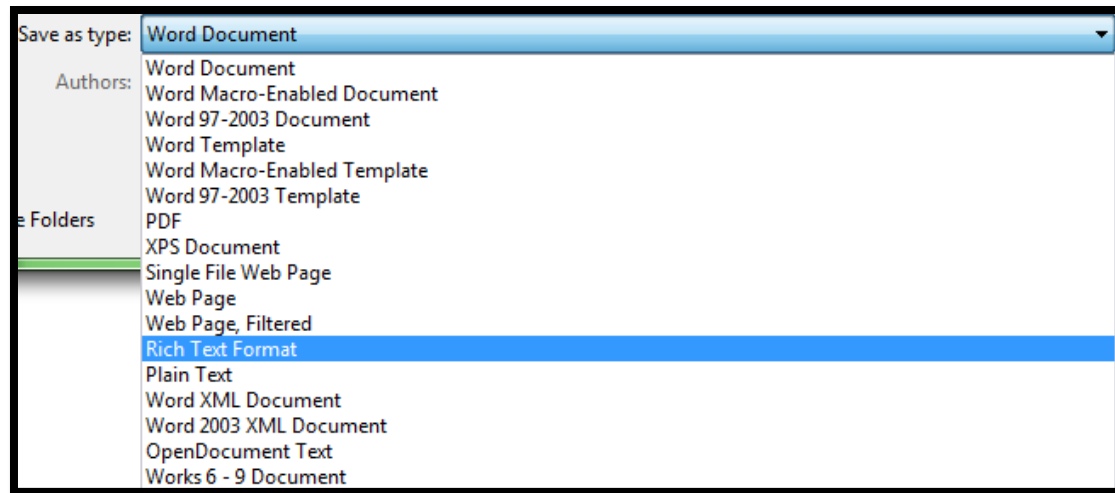 Save as type: Word Document
Authors:
Word Document
Word Macro-Enabled Document
Word 97-2003 Document
Word Template
Word Macro-Enabled Template
Word 97-2003 Template
e Folders
PDF
XPS Document
Single File Web Page
Web Page
Web Page, Filtered
Rich Text Format
Plain Text
Word XML Document
Word 2003 XML Document
OpenDocument Text
Works 6 - 9 Document